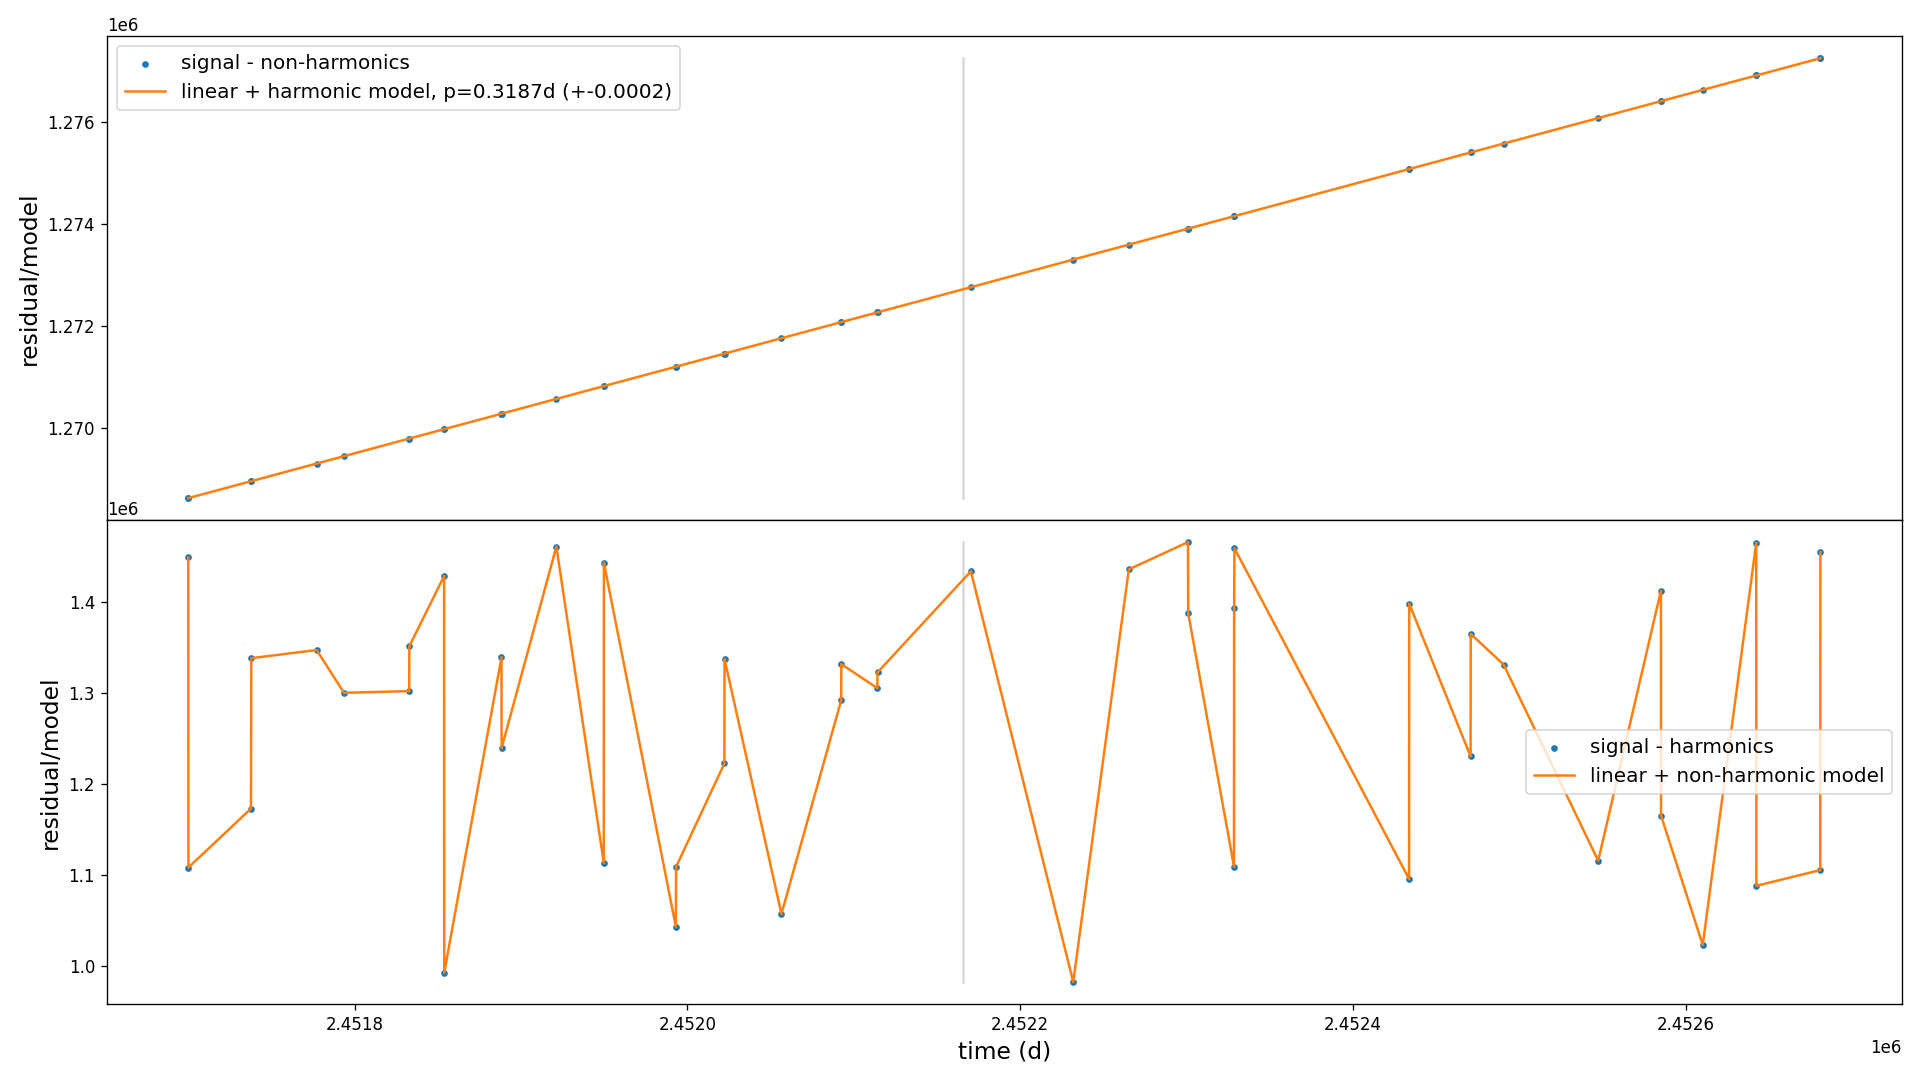 1e6
signal - non-harmonics
linear + harmonic model, p=0.3187d (+-0.0002)
1.276
1.274
1.272
1.270
residual/model
1e6
1.4
1.3
1.2
1.1
1.0
residual/model
signal - harmonics
linear + non-harmonic model
2.4518
2.4520
2.4522
2.4524
2.4526
time (d)
1e6